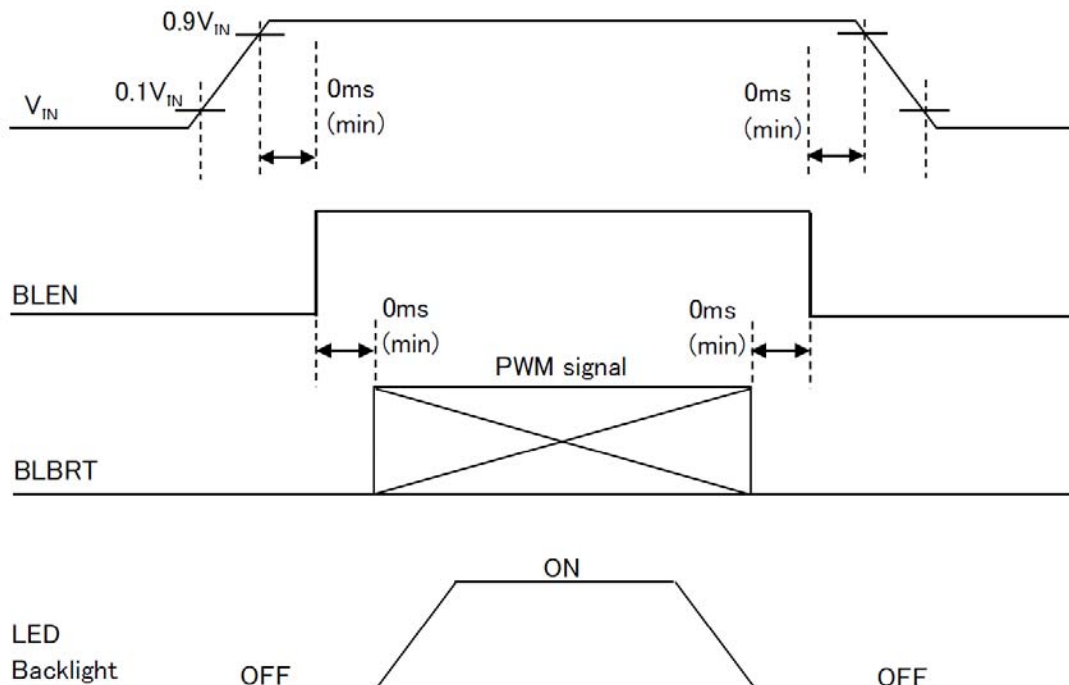 0.9VIN
0ms
(min)
0ms
(min)
0.1VIN
VIN
BLEN
0ms
(min)
0ms
(min)
PWM signal
BLBRT
ON
LED
Backlight
OFF
OFF